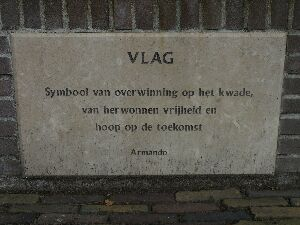 VLAG
Symbool van overwinning op het kwade,
van herwonnen vrijheid en
hoop op de toekomst
Armando